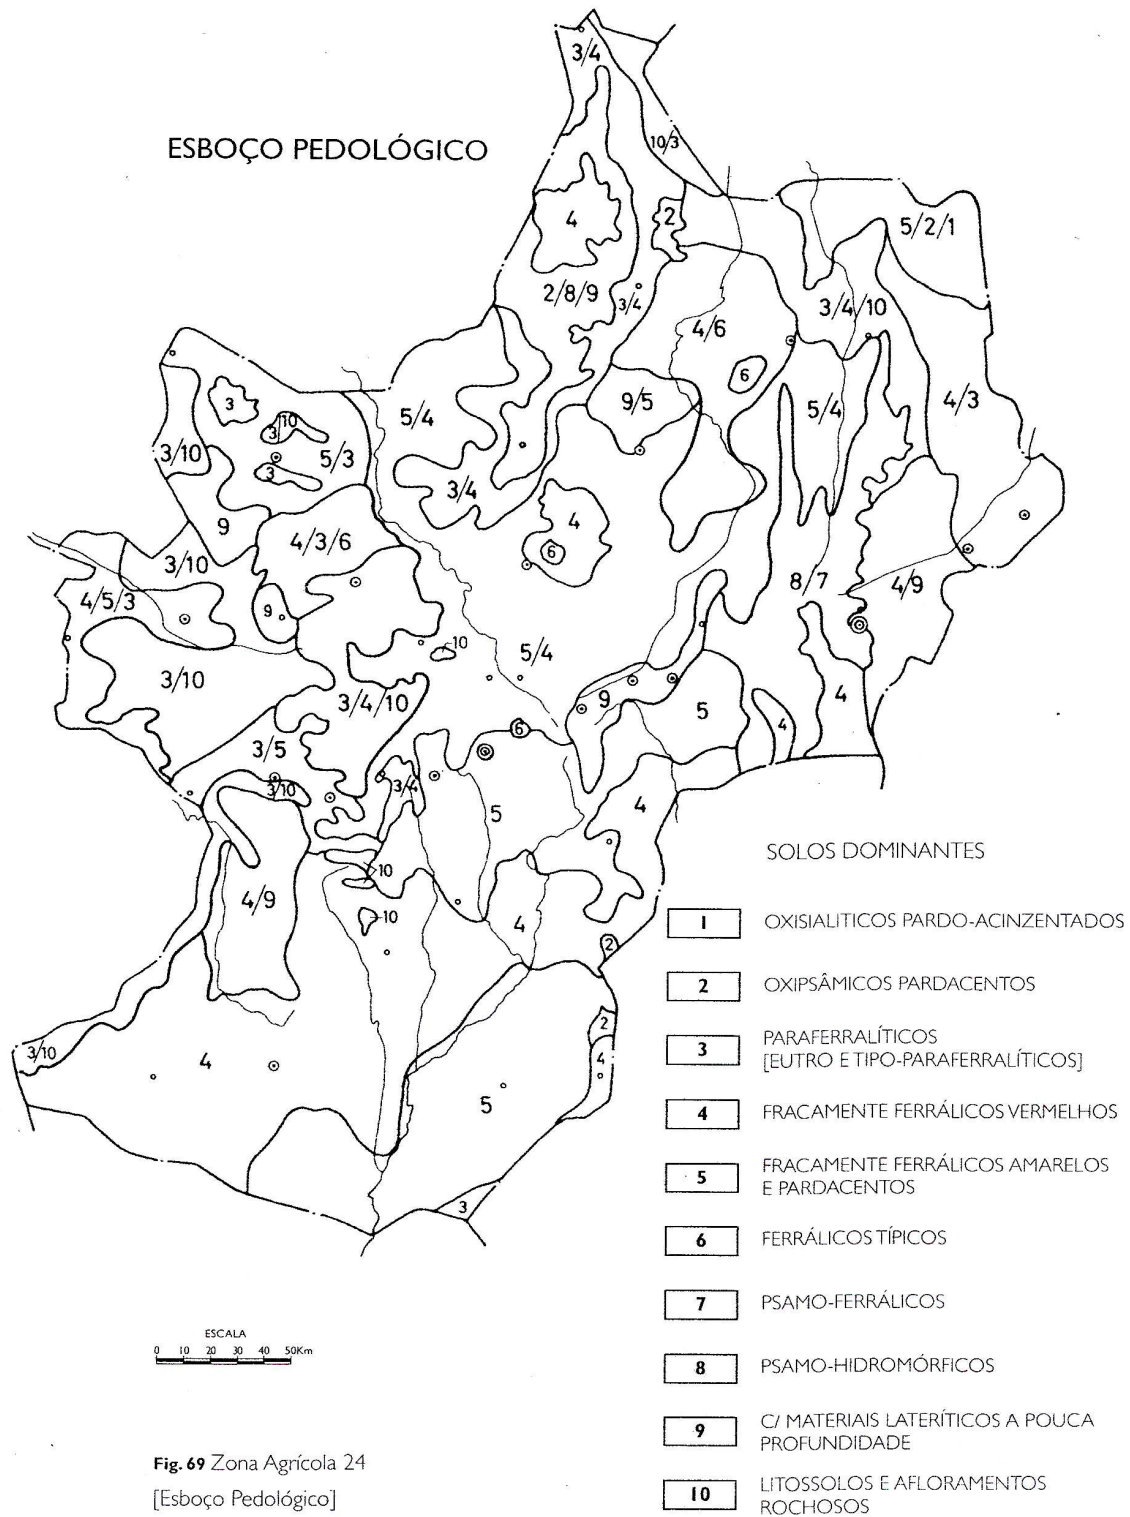 ESBOÇO PEDOLÓGICO
3/4
10/3
4
2
5/2/1
2/8/9
3/4
3/4/10
4/6
6
9/5
5/4
4/3
3
3/10
5/4
3/10
5/3
3
3/4
9
4
4/3/6
6
3/10
8/7
4/9
4/5/3
9
10
5/4
3/10
3/4/10
9
5
4
4
6
3/5
3/10
3/4
5
4
10
4/9
10
4
2
2
3/10
4
4
5
3
SOLOS DOMINANTES
1 OXISIALITICOS PARDO-ACINZENTADOS
2 OXIPSÂMICOS PARDACENTOS
3 PARAFERRALÍTICOS
[EUTRO E TIPO-PARAFERRALÍTICOS]
4 FRACAMENTE FERRÁLICOS VERMELHOS
5 FRACAMENTE FERRÁLICOS AMARELOS
E PARDACENTOS
6 FERRÁLICOS TÍPICOS
7 PSAMO-FERRÁLICOS
8 PSAMO-HIDROMÓRFICOS
9 C/ MATERIAIS LATERÍTICOS A POUCA
PROFUNDIDADE
10 LITOSSOLOS E AFLORAMENTOS
ROCHOSOS
ESCALA
0 10 20 30 40 50Km
Fig. 69 Zona Agrícola 24
[Esboço Pedológico]